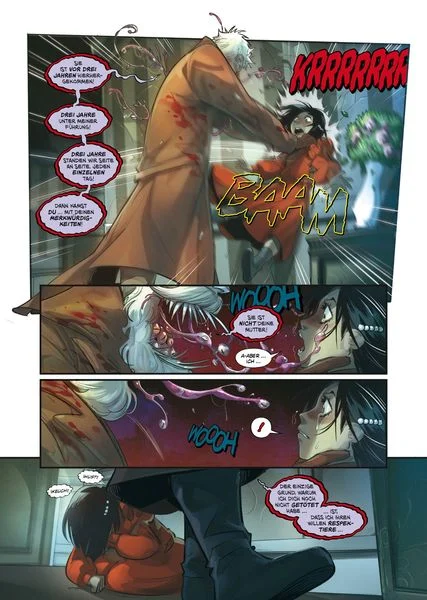 SIE
IST VOR DREI
JAHREN HIERHER-
GEKOMMEN!
DREI JAHRE
UNTER MEINER
FÜHRUNG!
DREI JAHRE
STANDEN WIR SEITE
AN SEITE, JEDEN
EINZELNEN
TAG!
DANN KAMST
DU ... MIT DEINEN
MERKWÜRDIG-
KEITEN!
KRRRRRRR
BAAAM
WOOOH
SIE IST
NICHT DEINE
MUTTER!
A-ABER ...
ICH ...
WOOOH
!
DER EINZIGE
GRUND, WARUM
ICH DICH NOCH
NICHT GETÖTET
HABE ...
... IST,
DASS ICH IHREN
WILLEN RESPEK-
TIERE ...